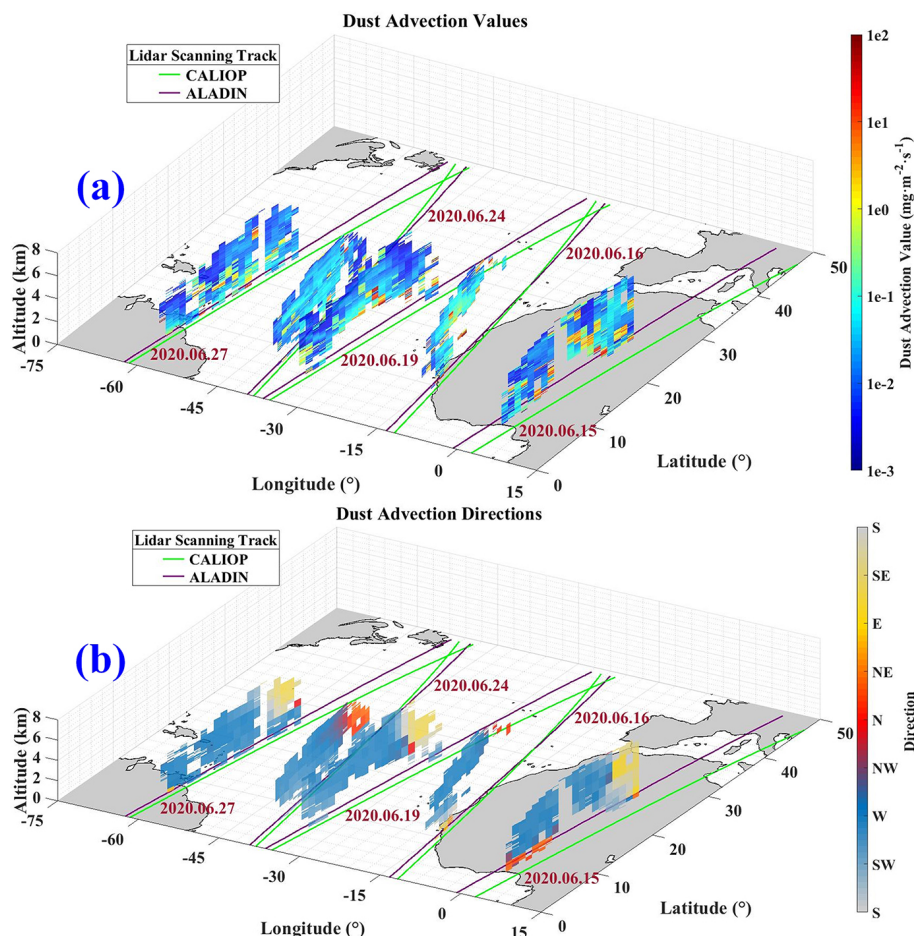 Dust Advection Values
Lidar Scanning Track
CALIOP
ALADIN
(a)
2020.06.24
2020.06.16
2020.06.27
2020.06.19
2020.06.15
Altitude (km)
8
6
4
2
0
-75
-60
-45
-30
-15
0
15
Longitude (°)
0
10
20
30
40
50
Latitude (°)
1e2
1e1
1e0
1e-1
1e-2
1e-3
Dust Advection Value (mg·m⁻²·s⁻¹)
Dust Advection Directions
Lidar Scanning Track
CALIOP
ALADIN
(b)
2020.06.24
2020.06.16
2020.06.27
2020.06.19
2020.06.15
Altitude (km)
8
6
4
2
0
-75
-60
-45
-30
-15
0
15
Longitude (°)
0
10
20
30
40
50
Latitude (°)
S
SE
E
NE
N
NW
W
SW
S
Direction